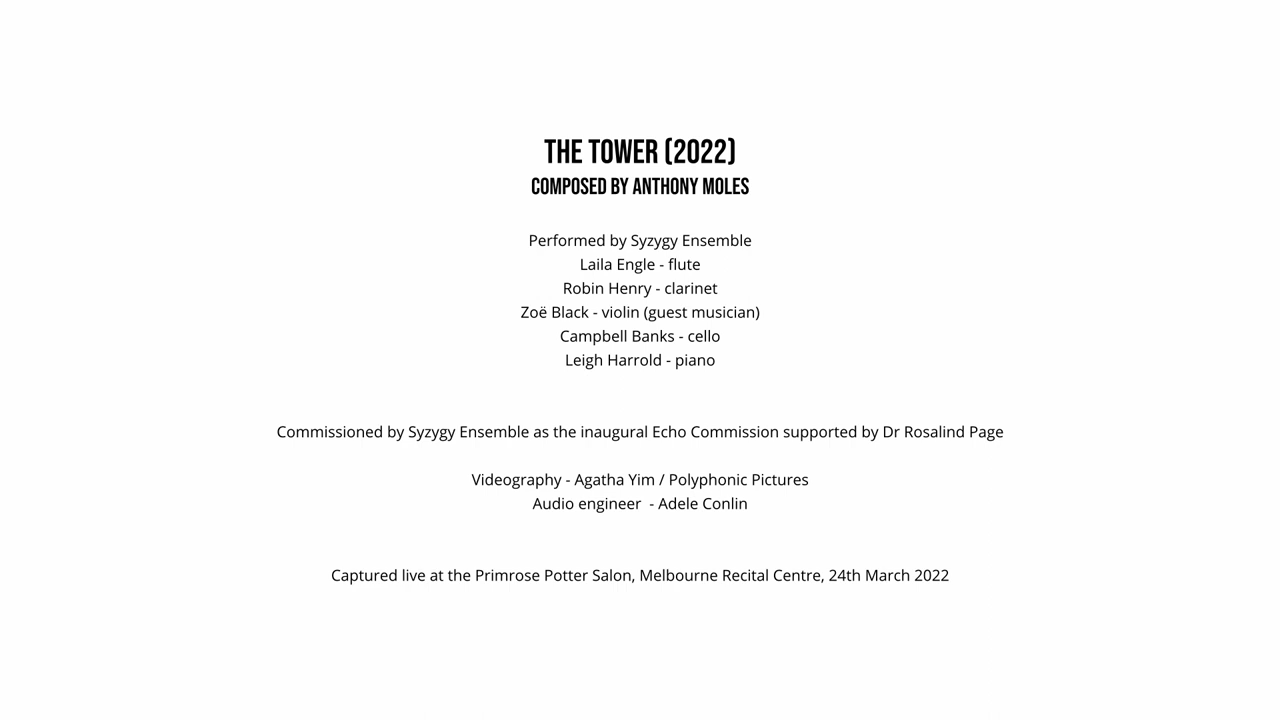 THE TOWER (2022)
COMPOSED BY ANTHONY MOLES
Performed by Syzygy Ensemble
Laila Engle - flute
Robin Henry - clarinet
Zoë Black - violin (guest musician)
Campbell Banks - cello
Leigh Harrold - piano
Commissioned by Syzygy Ensemble as the inaugural Echo Commission supported by Dr Rosalind Page
Videography - Agatha Yim / Polyphonic Pictures
Audio engineer  - Adele Conlin
Captured live at the Primrose Potter Salon, Melbourne Recital Centre, 24th March 2022